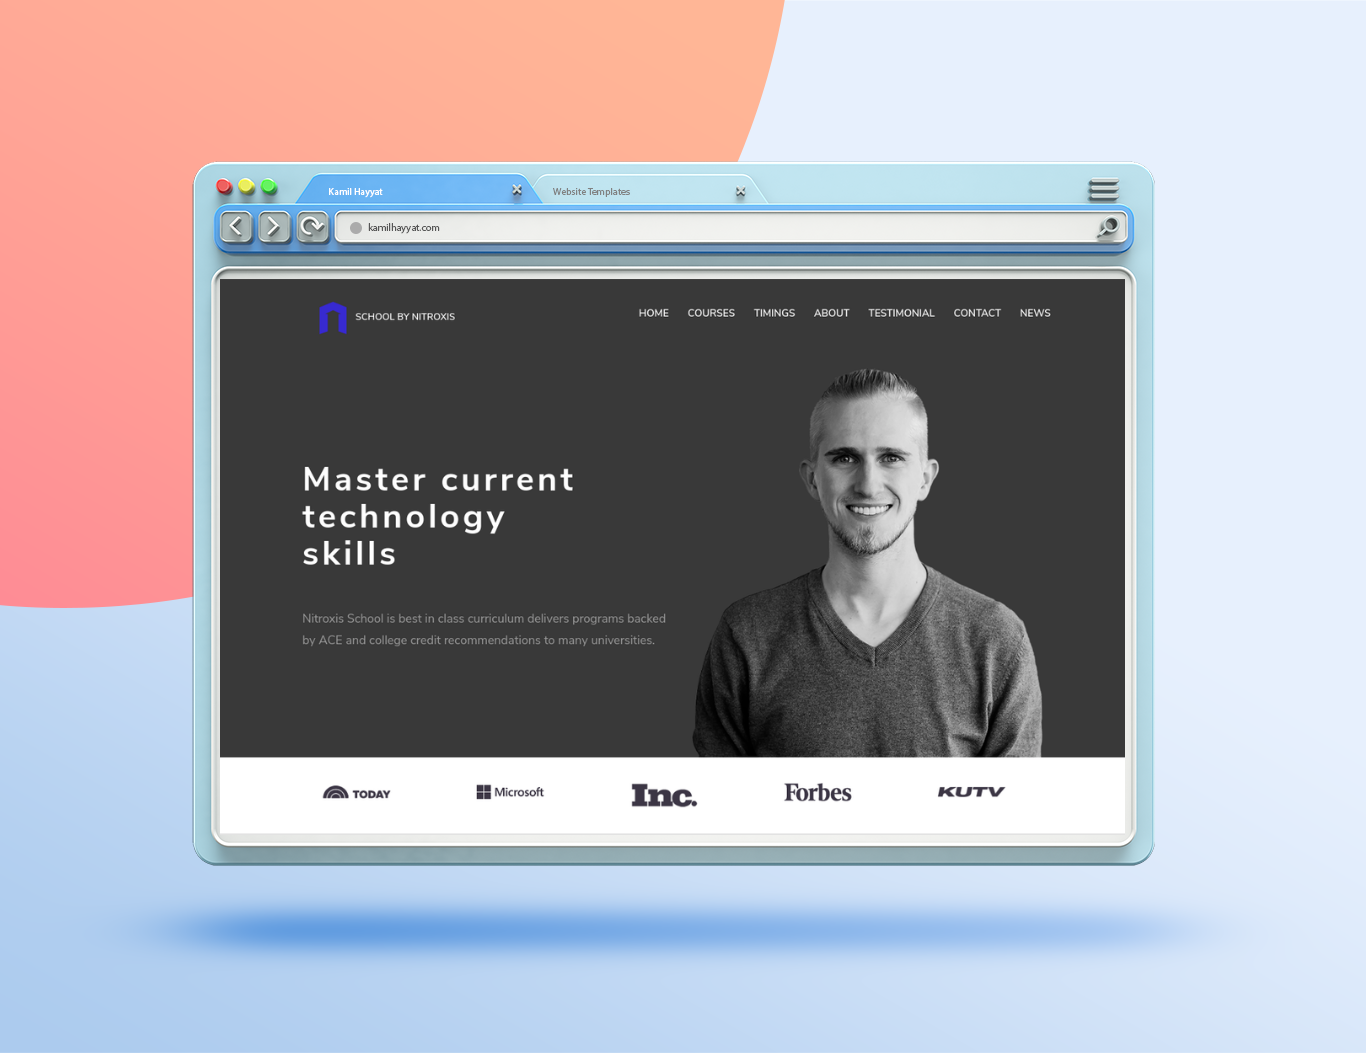 Kamil Hayyat
Website Templates
kamilhayyat.com
SCHOOL BY NITROXIS
HOME COURSES TIMINGS ABOUT TESTIMONIAL CONTACT NEWS
Master current
technology
skills
Nitroxis School is best in class curriculum delivers programs backed
by ACE and college credit recommendations to many universities.
TODAY Microsoft Inc. Forbes KUTV